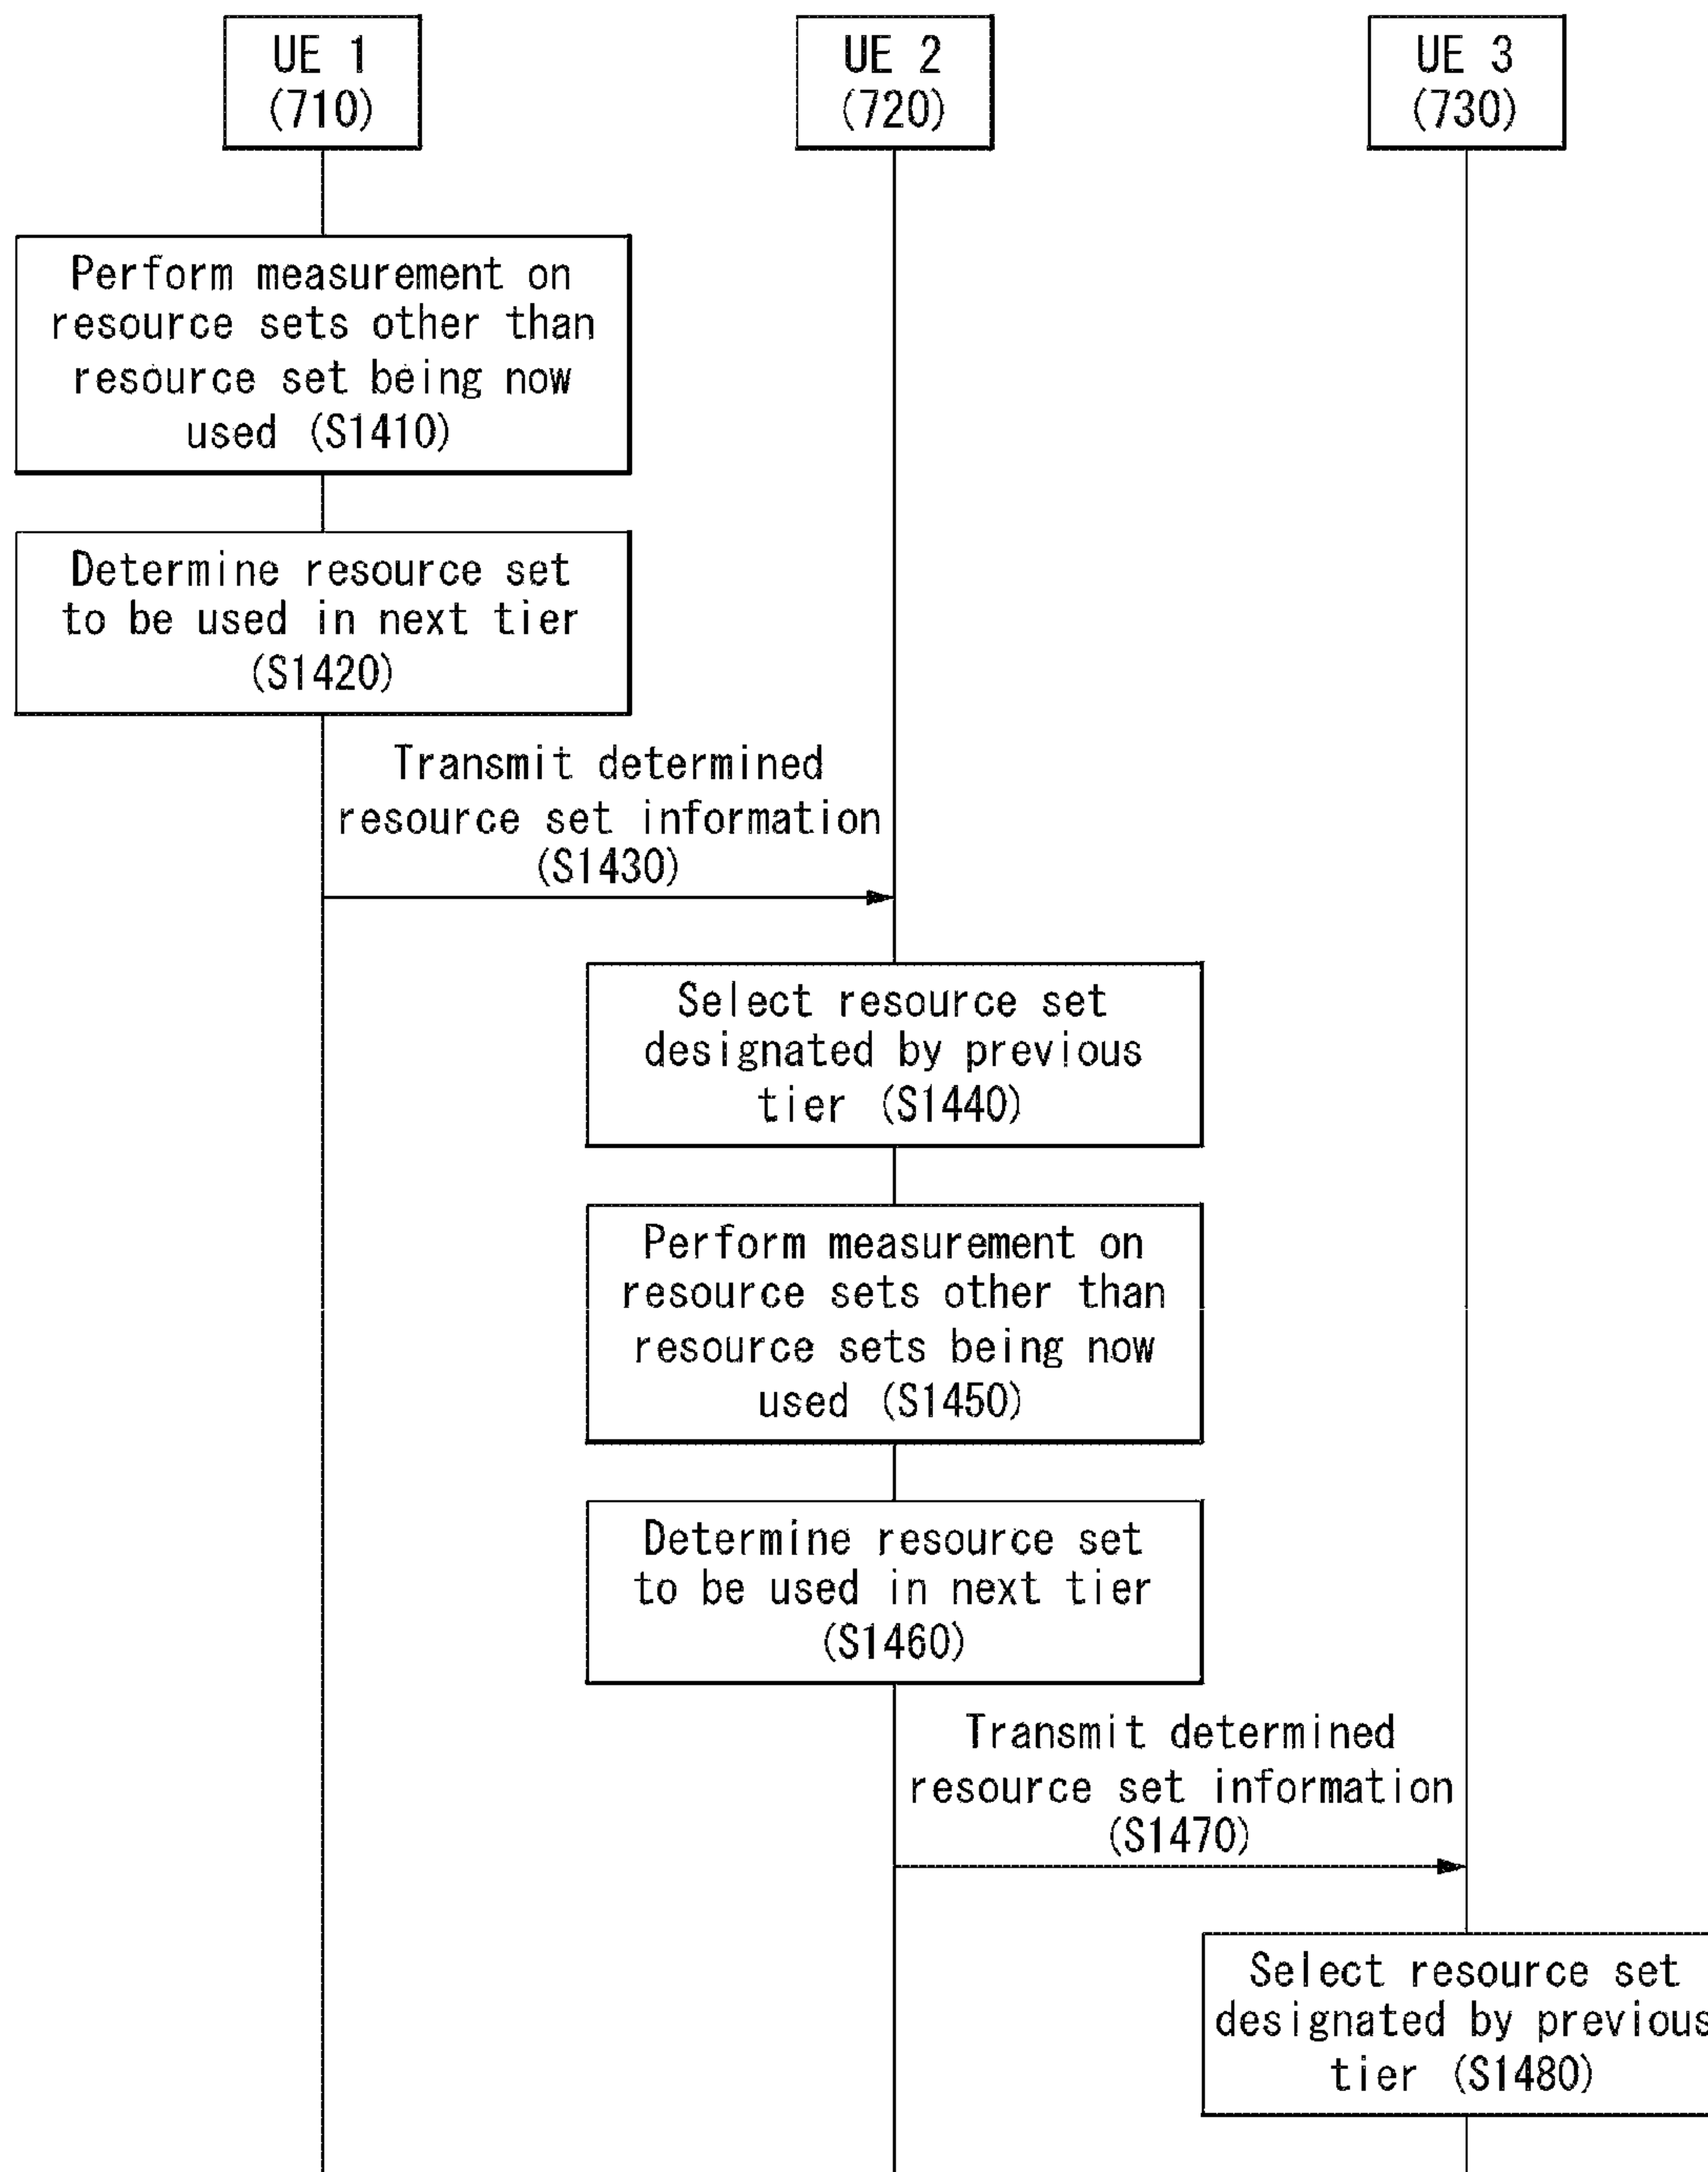 UE 1
(710)
UE 2
(720)
UE 3
(730)
Perform measurement on
resource sets other than
resource set being now
used (S1410)
Determine resource set
to be used in next tier
(S1420)
Transmit determined
resource set information
(S1430)
Select resource set
designated by previous
tier (S1440)
Perform measurement on
resource sets other than
resource sets being now
used (S1450)
Determine resource set
to be used in next tier
(S1460)
Transmit determined
resource set information
(S1470)
Select resource set
designated by previous
tier (S1480)